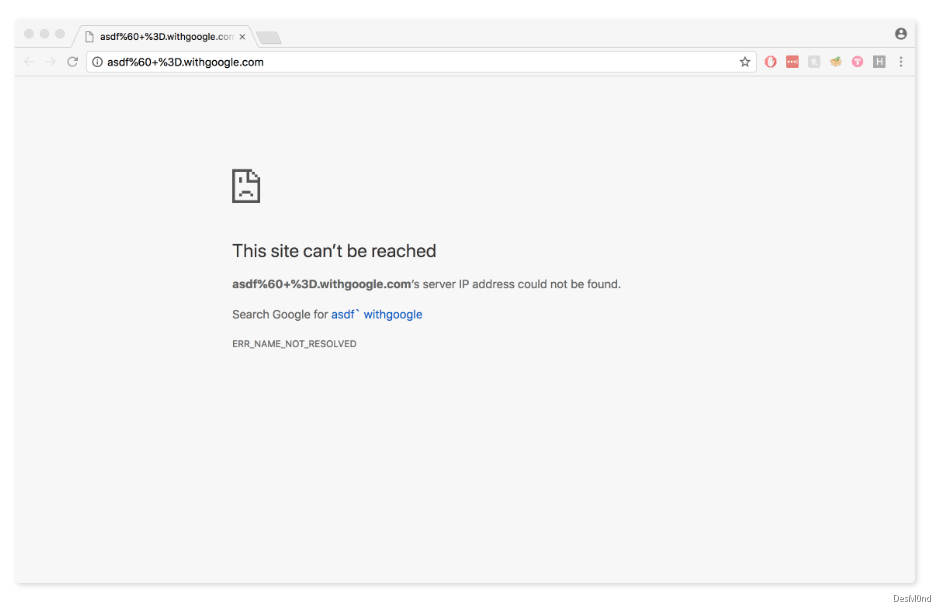 asdf%60+%3D.withgoogle.com
asdf%60+%3D.withgoogle.com
This site can’t be reached
asdf%60+%3D.withgoogle.com’s server IP address could not be found.
Search Google for asdf` withgoogle
ERR_NAME_NOT_RESOLVED
DesM0nd